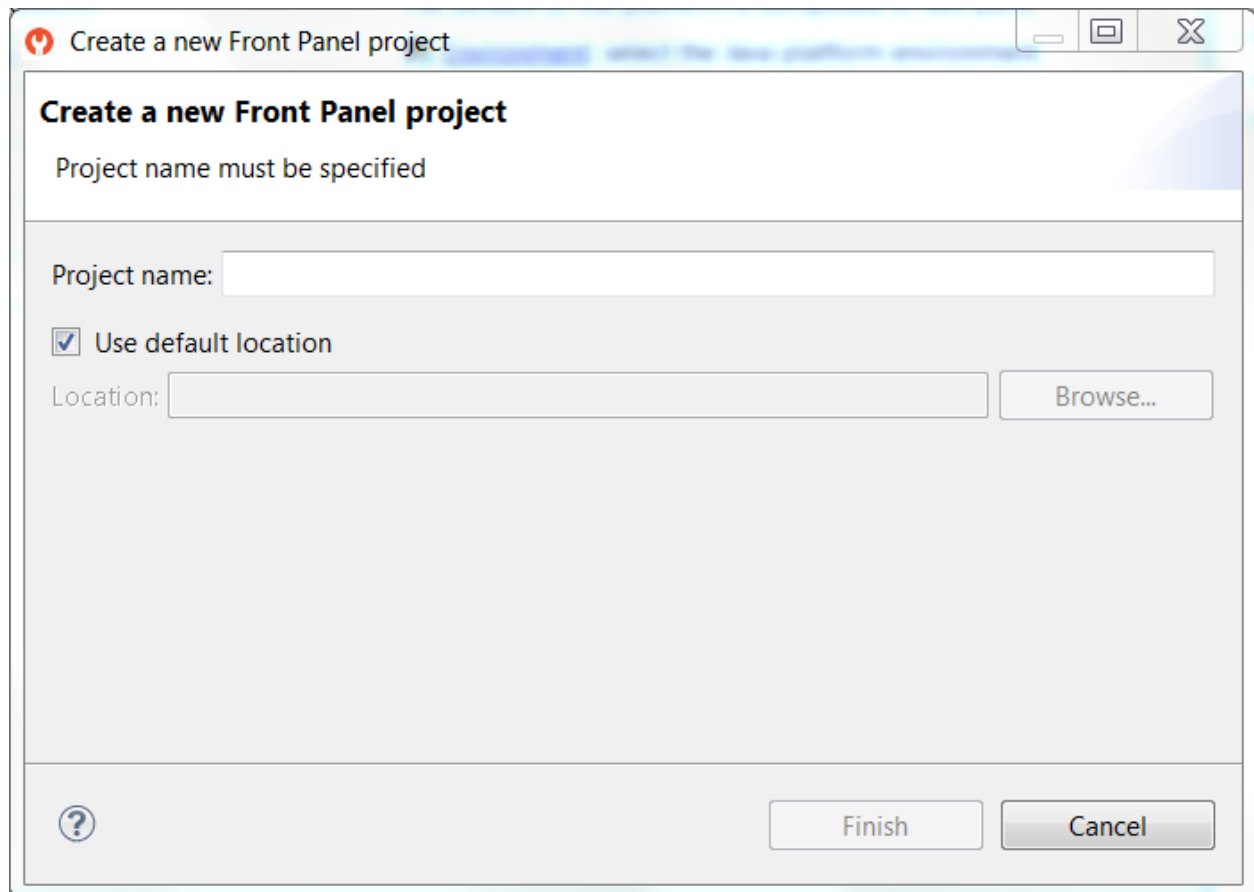 Create a new Front Panel project
Create a new Front Panel project
Project name must be specified
Project name:
Use default location
Location:
Browse...
?
Finish
Cancel